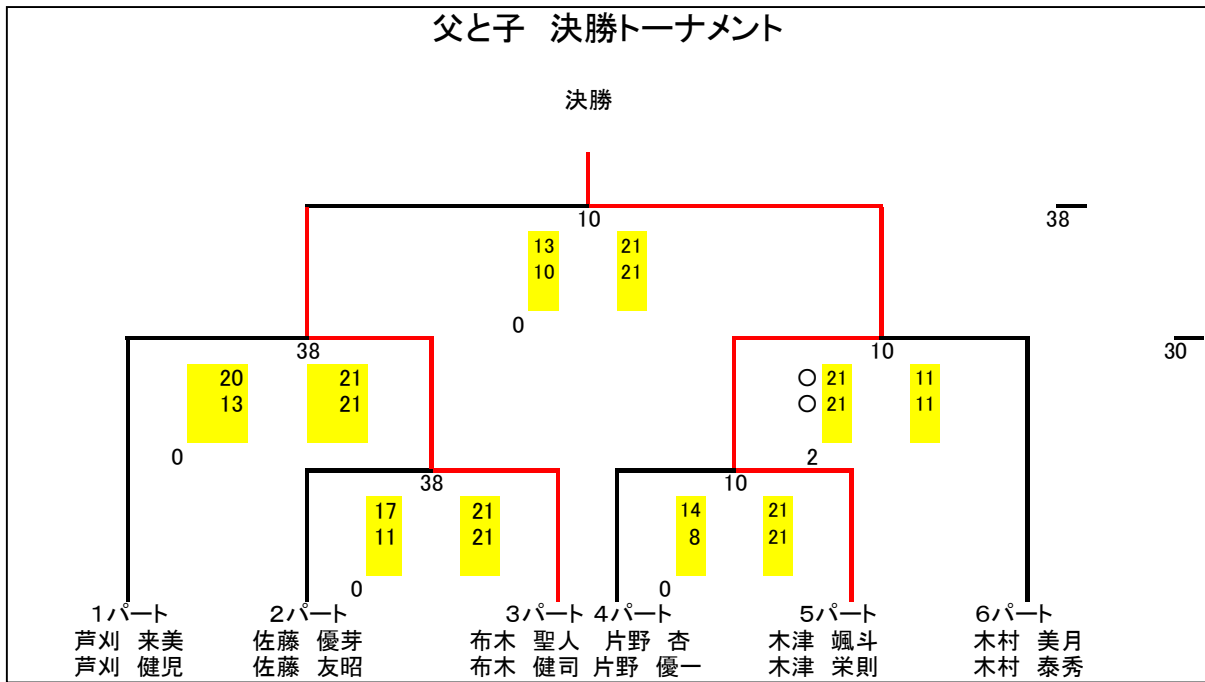 父と子 決勝トーナメント
決勝
10 38
13 21
10 21
0
38 10 30
20 21 ○ 21 11
13 21 ○ 21 11
0 2
38 10
17 21 14 21
11 21 8 21
0 0
1パート 2パート 3パート 4パート 5パート 6パート
芦刈 来美 佐藤 優芽 布木 聖人 片野 杏 木津 颯斗 木村 美月
芦刈 健児 佐藤 友昭 布木 健司 片野 優一 木津 栄則 木村 泰秀